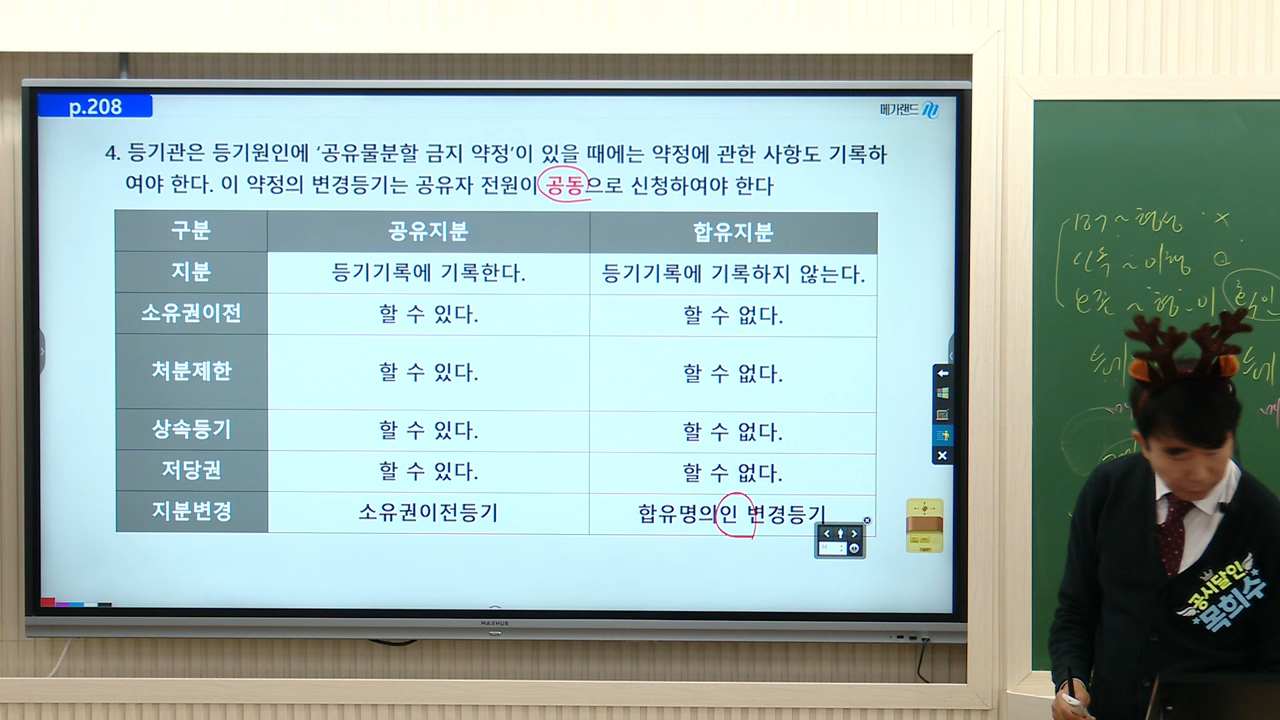 p.208
메가랜드
4. 등기관은 등기원인에 '공유물분할 금지 약정'이 있을 때에는 약정에 관한 사항도 기록하
여야 한다. 이 약정의 변경등기는 공유자 전원이 공동으로 신청하여야 한다
구분 공유지분 합유지분
지분 등기기록에 기록한다. 등기기록에 기록하지 않는다.
소유권이전 할 수 있다. 할 수 없다.
처분제한 할 수 있다. 할 수 없다.
상속등기 할 수 있다. 할 수 없다.
저당권 할 수 있다. 할 수 없다.
지분변경 소유권이전등기 합유명의인 변경등기
MAXHUB
공시달인
목희수